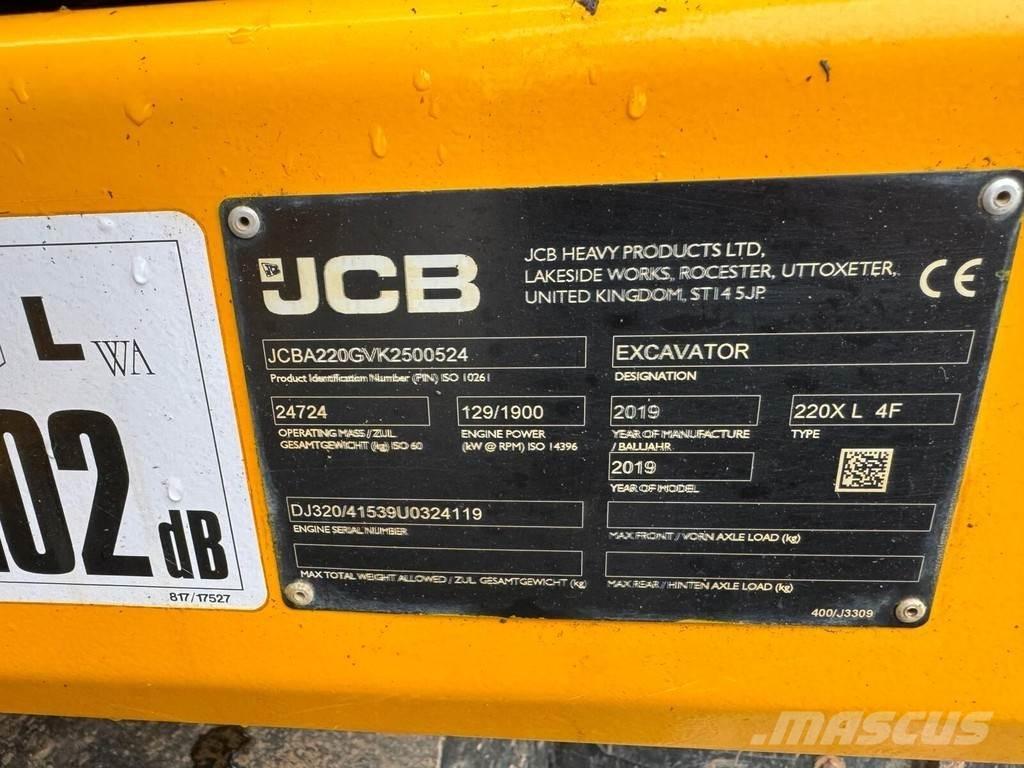 L
WA
02
dB
817/17527
JCB
JCB HEAVY PRODUCTS LTD,
LAKESIDE WORKS, ROCESTER, UTTOXETER,
UNITED KINGDOM, ST14 5JP.
CE
JCBA220GVK2500524
Product Identification Number (PIN) ISO 10261
EXCAVATOR
DESIGNATION
24724
OPERATING MASS / ZUL
GESAMTGEWICHT (kg) ISO 60
129/1900
ENGINE POWER
(kW @ RPM) ISO 14396
2019
YEAR OF MANUFACTURE
/ BAUJAHR
220X L 4F
TYPE
2019
YEAR OF MODEL
DJ320/41539U0324119
ENGINE SERIAL NUMBER
MAX FRONT / VORN AXLE LOAD (kg)
MAX TOTAL WEIGHT ALLOWED / ZUL GESAMTGEWICHT (kg)
MAX REAR / HINTEN AXLE LOAD (kg)
400/J3309
MASCUS